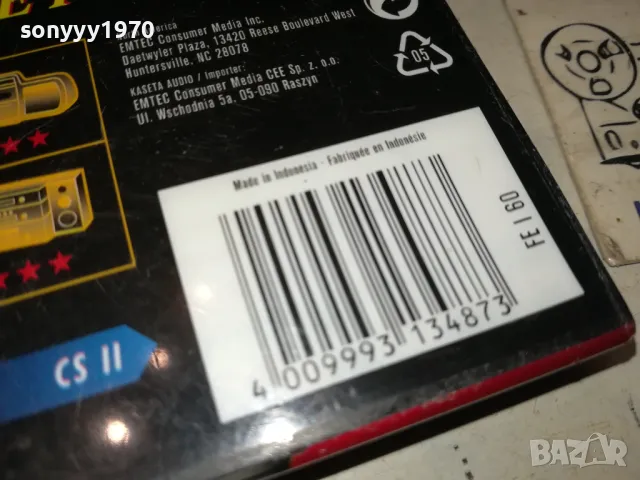 sonyyy1970
EMTEC Consumer Media Inc.
Daetwyler Plaza, 13420 Reese Boulevard West
Huntersville, NC 28078
KASETA AUDIO / Importer:
EMTEC Consumer Media CEE Sp. z. o.o.
Ul. Wschodnia 5a, 05-090 Raszyn
05
Made in Indonesia - Fabriquée en Indonésie
FE I 60
4 009993 134873
CS II
BAZAR
bg